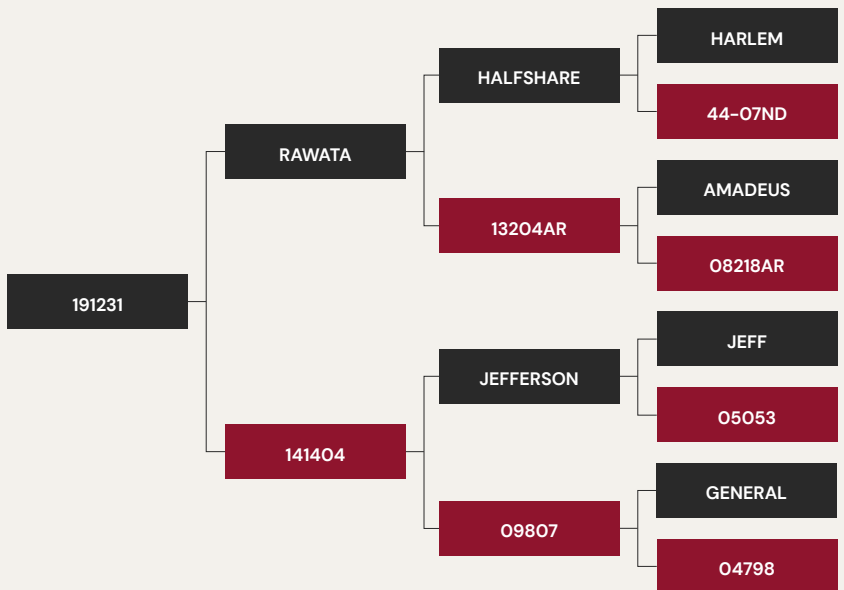 HARLEM
HALFSHARE
44-07ND
RAWATA
AMADEUS
13204AR
08218AR
191231
JEFF
JEFFERSON
05053
141404
GENERAL
09807
04798